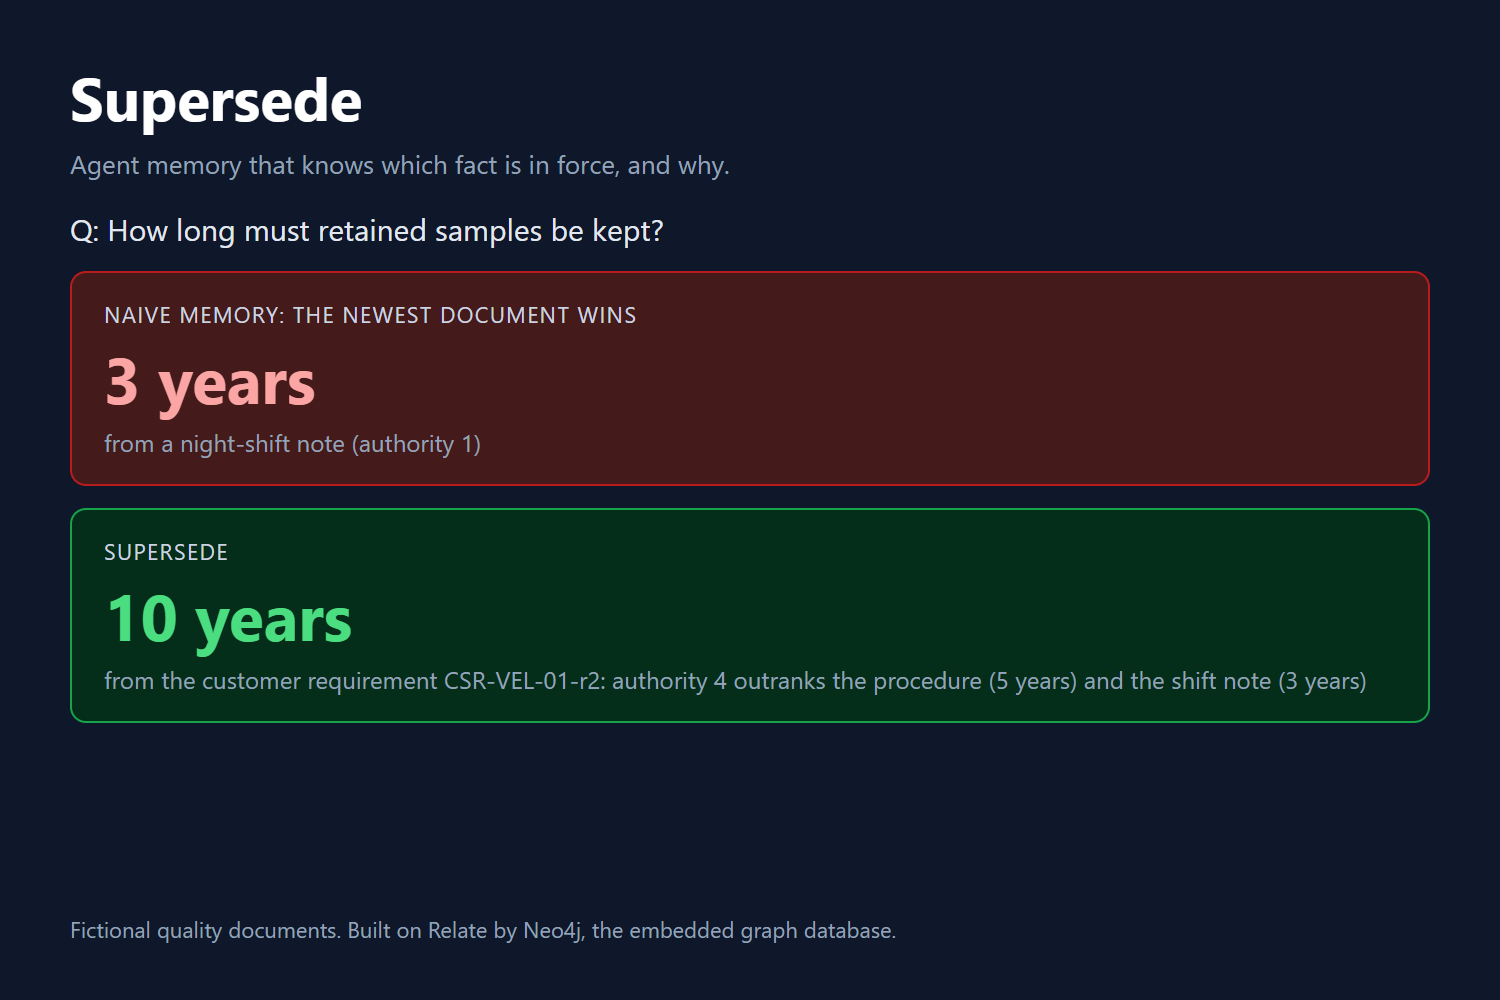 Supersede
Agent memory that knows which fact is in force, and why.
Q: How long must retained samples be kept?
NAIVE MEMORY: THE NEWEST DOCUMENT WINS
3 years
from a night-shift note (authority 1)
SUPERSEDE
10 years
from the customer requirement CSR-VEL-01-r2: authority 4 outranks the procedure (5 years) and the shift note (3 years)
Fictional quality documents. Built on Relate by Neo4j, the embedded graph database.